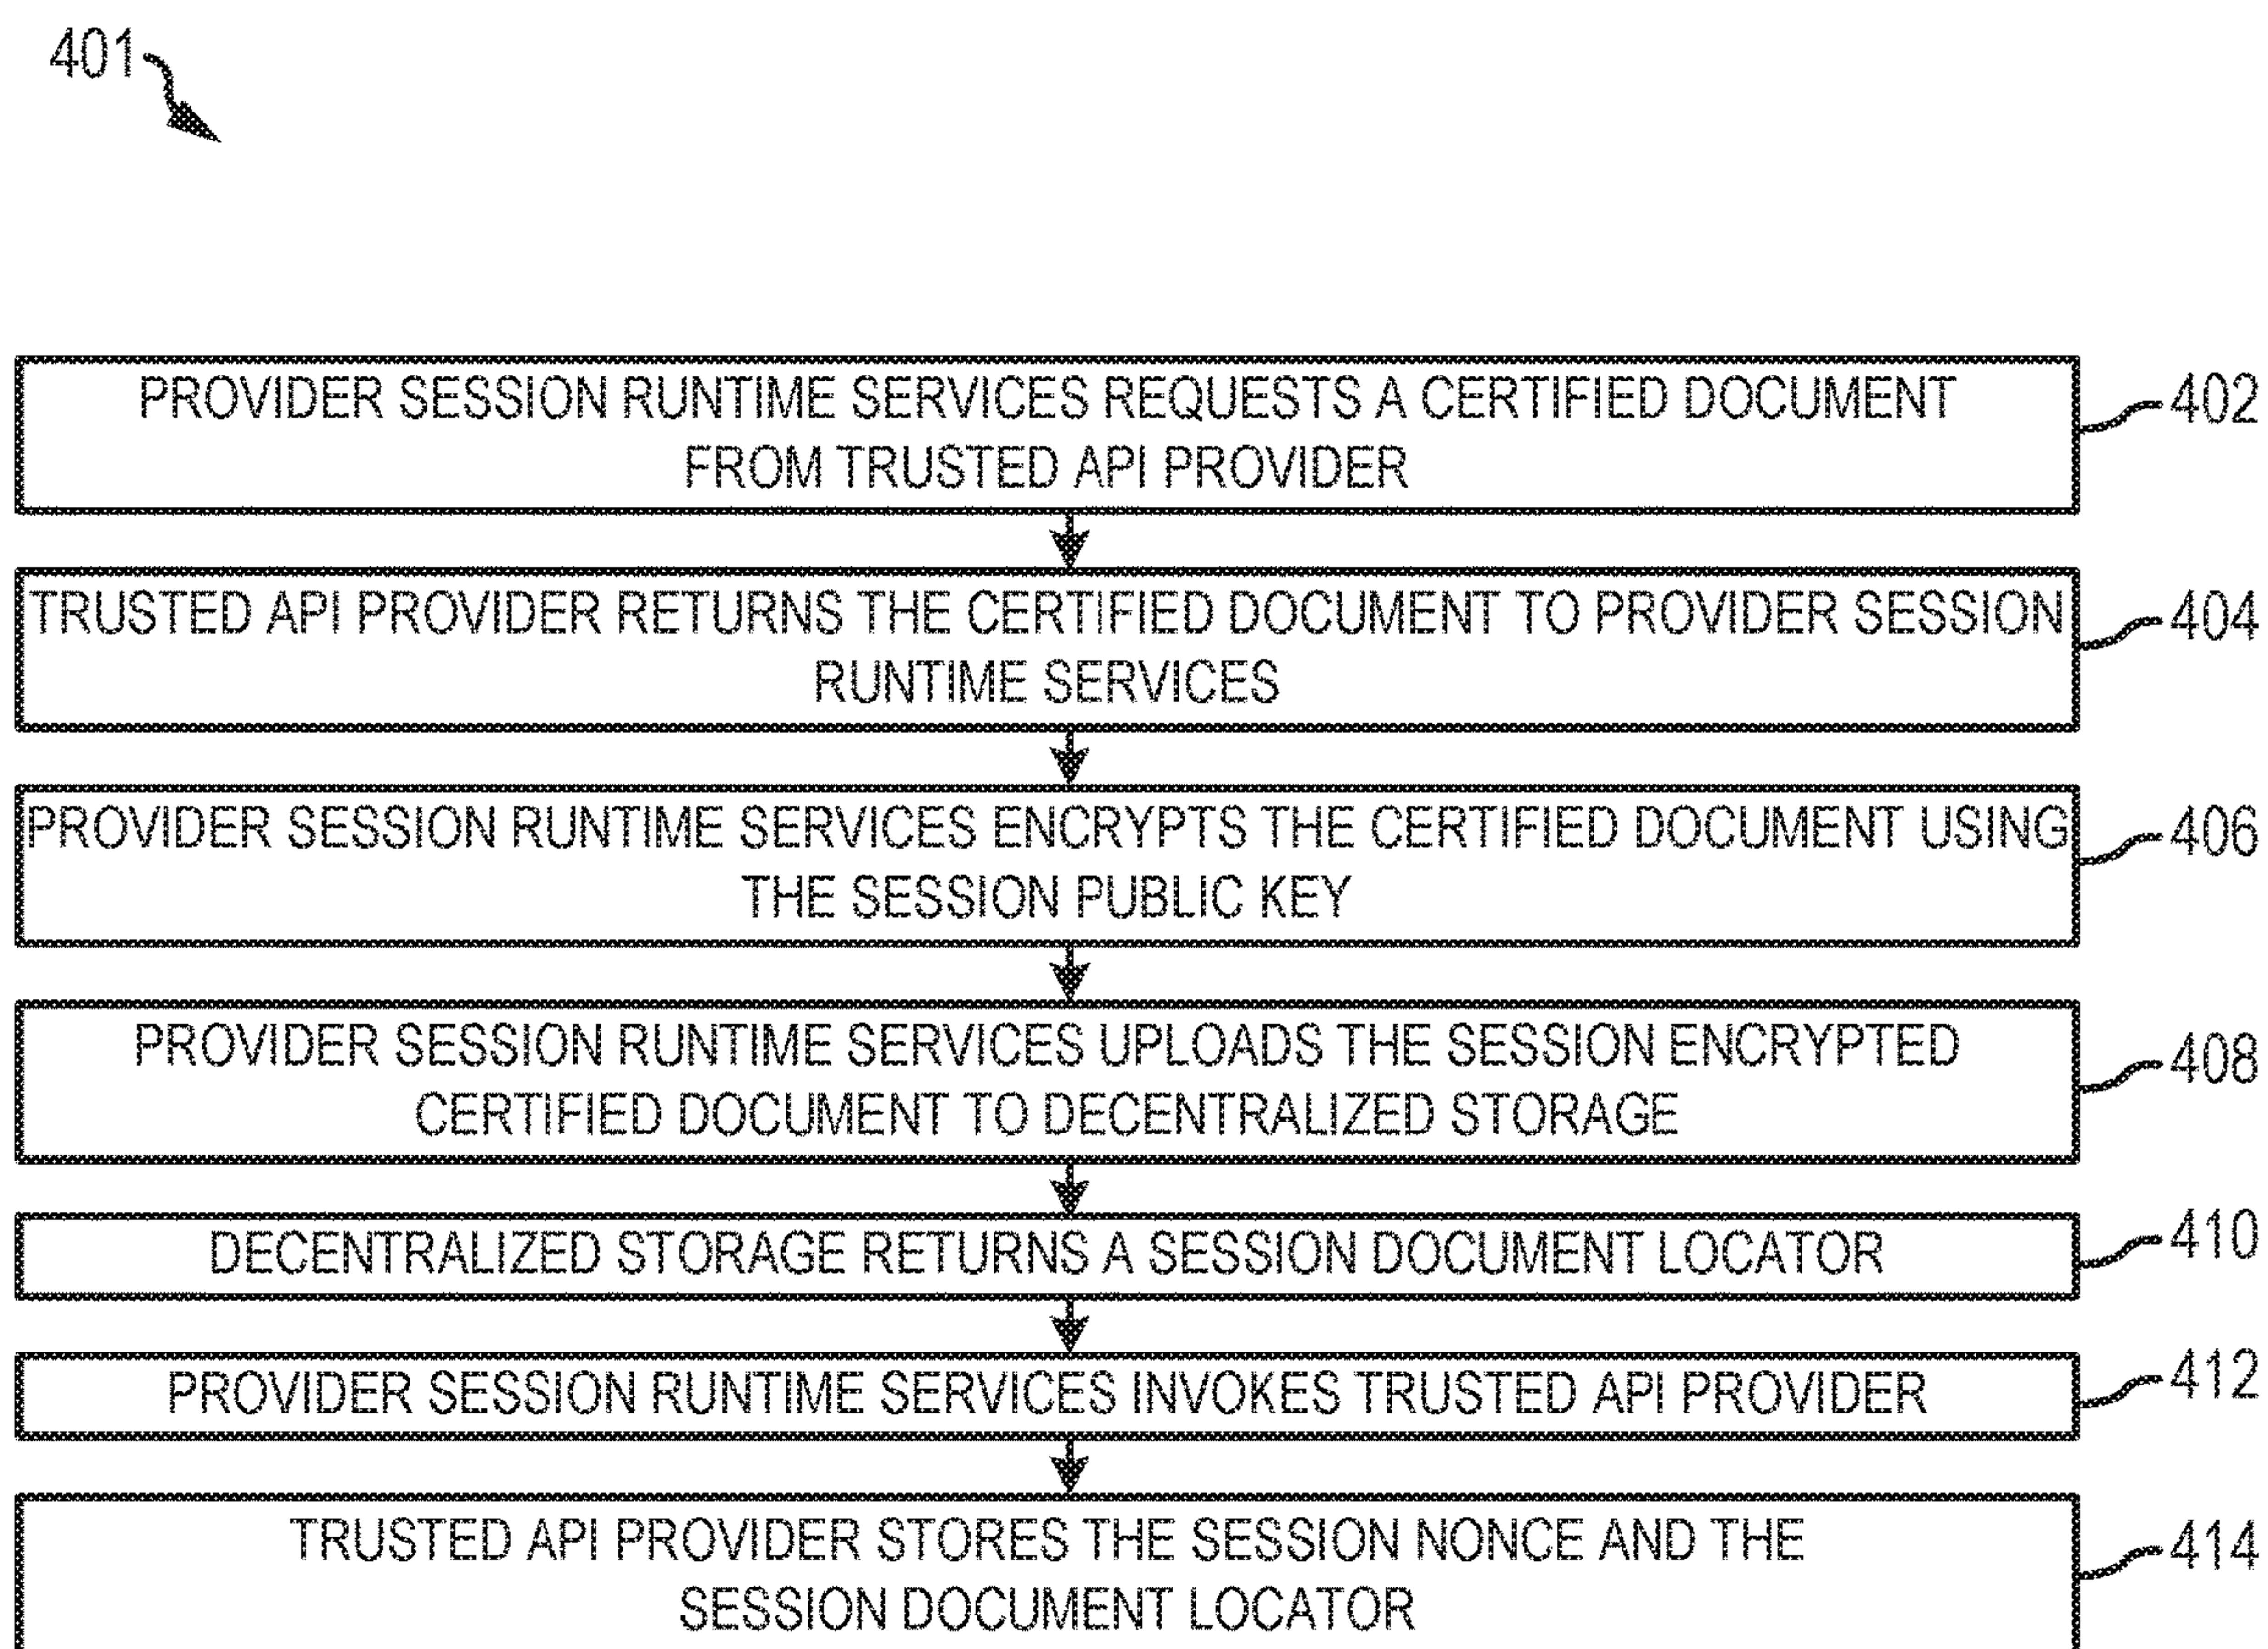 401
PROVIDER SESSION RUNTIME SERVICES REQUESTS A CERTIFIED DOCUMENT
FROM TRUSTED API PROVIDER
402
TRUSTED API PROVIDER RETURNS THE CERTIFIED DOCUMENT TO PROVIDER SESSION
RUNTIME SERVICES
404
PROVIDER SESSION RUNTIME SERVICES ENCRYPTS THE CERTIFIED DOCUMENT USING
THE SESSION PUBLIC KEY
406
PROVIDER SESSION RUNTIME SERVICES UPLOADS THE SESSION ENCRYPTED
CERTIFIED DOCUMENT TO DECENTRALIZED STORAGE
408
DECENTRALIZED STORAGE RETURNS A SESSION DOCUMENT LOCATOR
410
PROVIDER SESSION RUNTIME SERVICES INVOKES TRUSTED API PROVIDER
412
TRUSTED API PROVIDER STORES THE SESSION NONCE AND THE
SESSION DOCUMENT LOCATOR
414